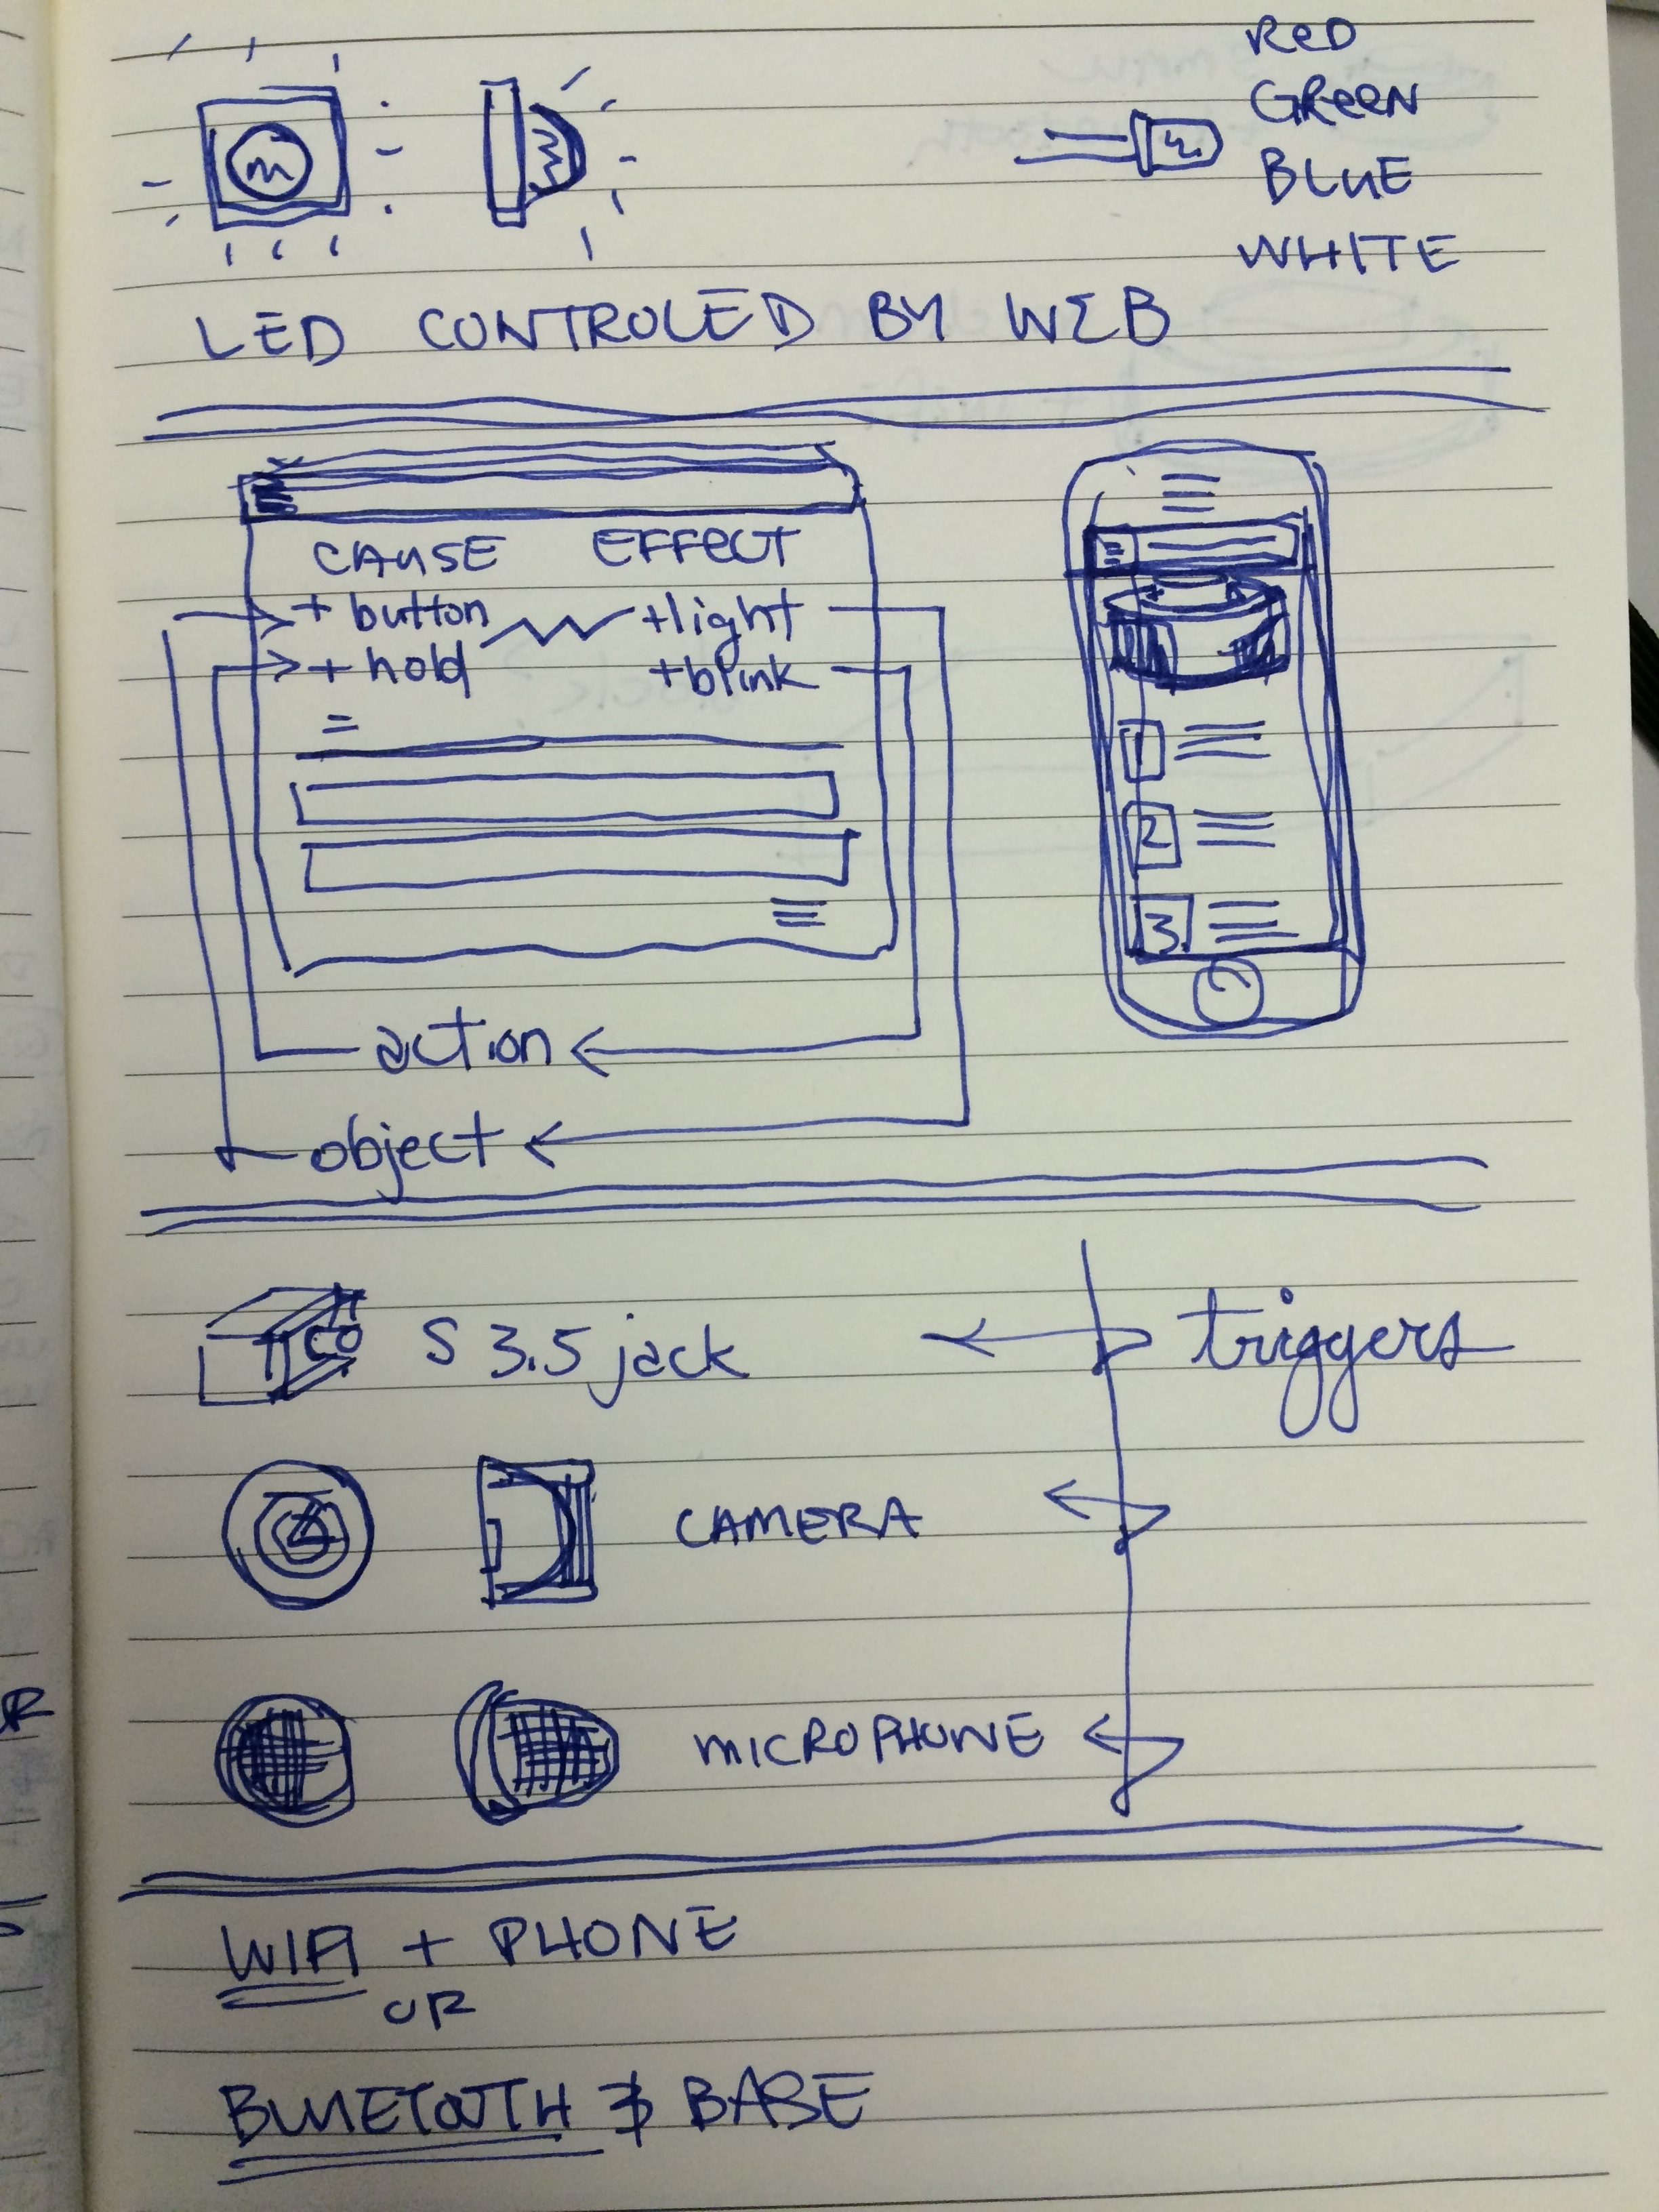 RED
GREEN
BLUE
WHITE
LED CONTROLED BY WEB
CAUSE EFFECT
+ button +light
+ hold +blink
1
2
3
action
object
S 3.5 jack
triggers
CAMERA
MICROPHONE
WIFI + PHONE
OR
BLUETOOTH & BASE